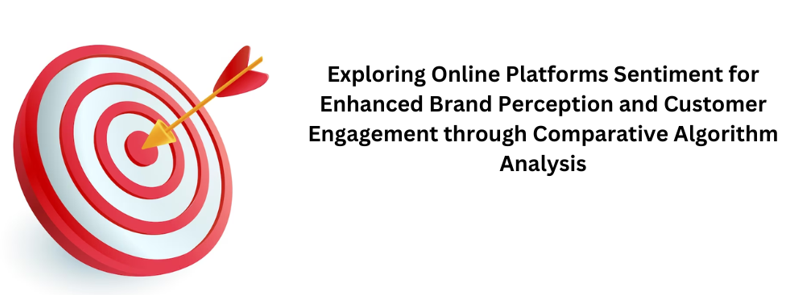 Exploring Online Platforms Sentiment for
Enhanced Brand Perception and Customer
Engagement through Comparative Algorithm
Analysis